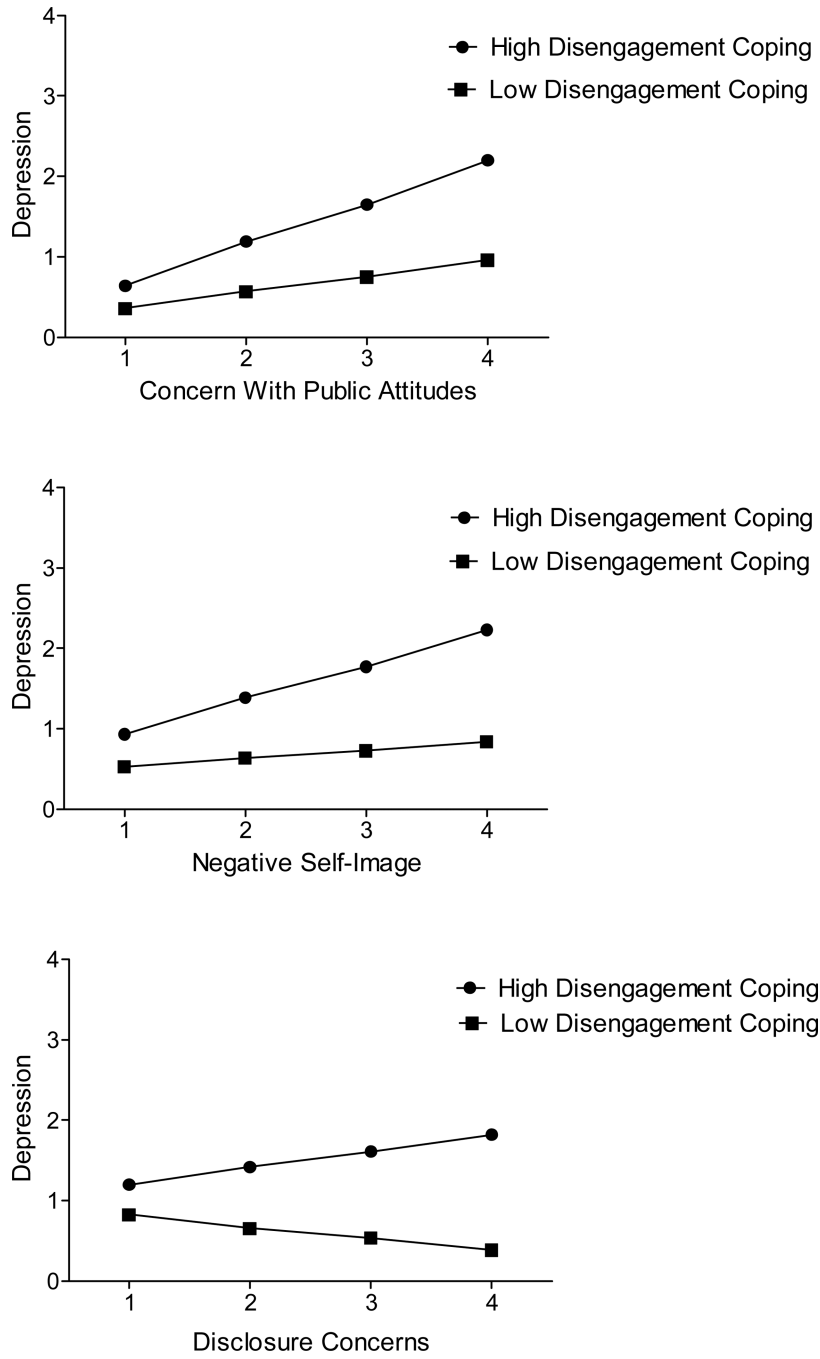 4
High Disengagement Coping
Low Disengagement Coping
3
Depression
2
1
0
1 2 3 4
Concern With Public Attitudes
4
High Disengagement Coping
Low Disengagement Coping
3
Depression
2
1
0
1 2 3 4
Negative Self-Image
4
High Disengagement Coping
Low Disengagement Coping
3
Depression
2
1
0
1 2 3 4
Disclosure Concerns